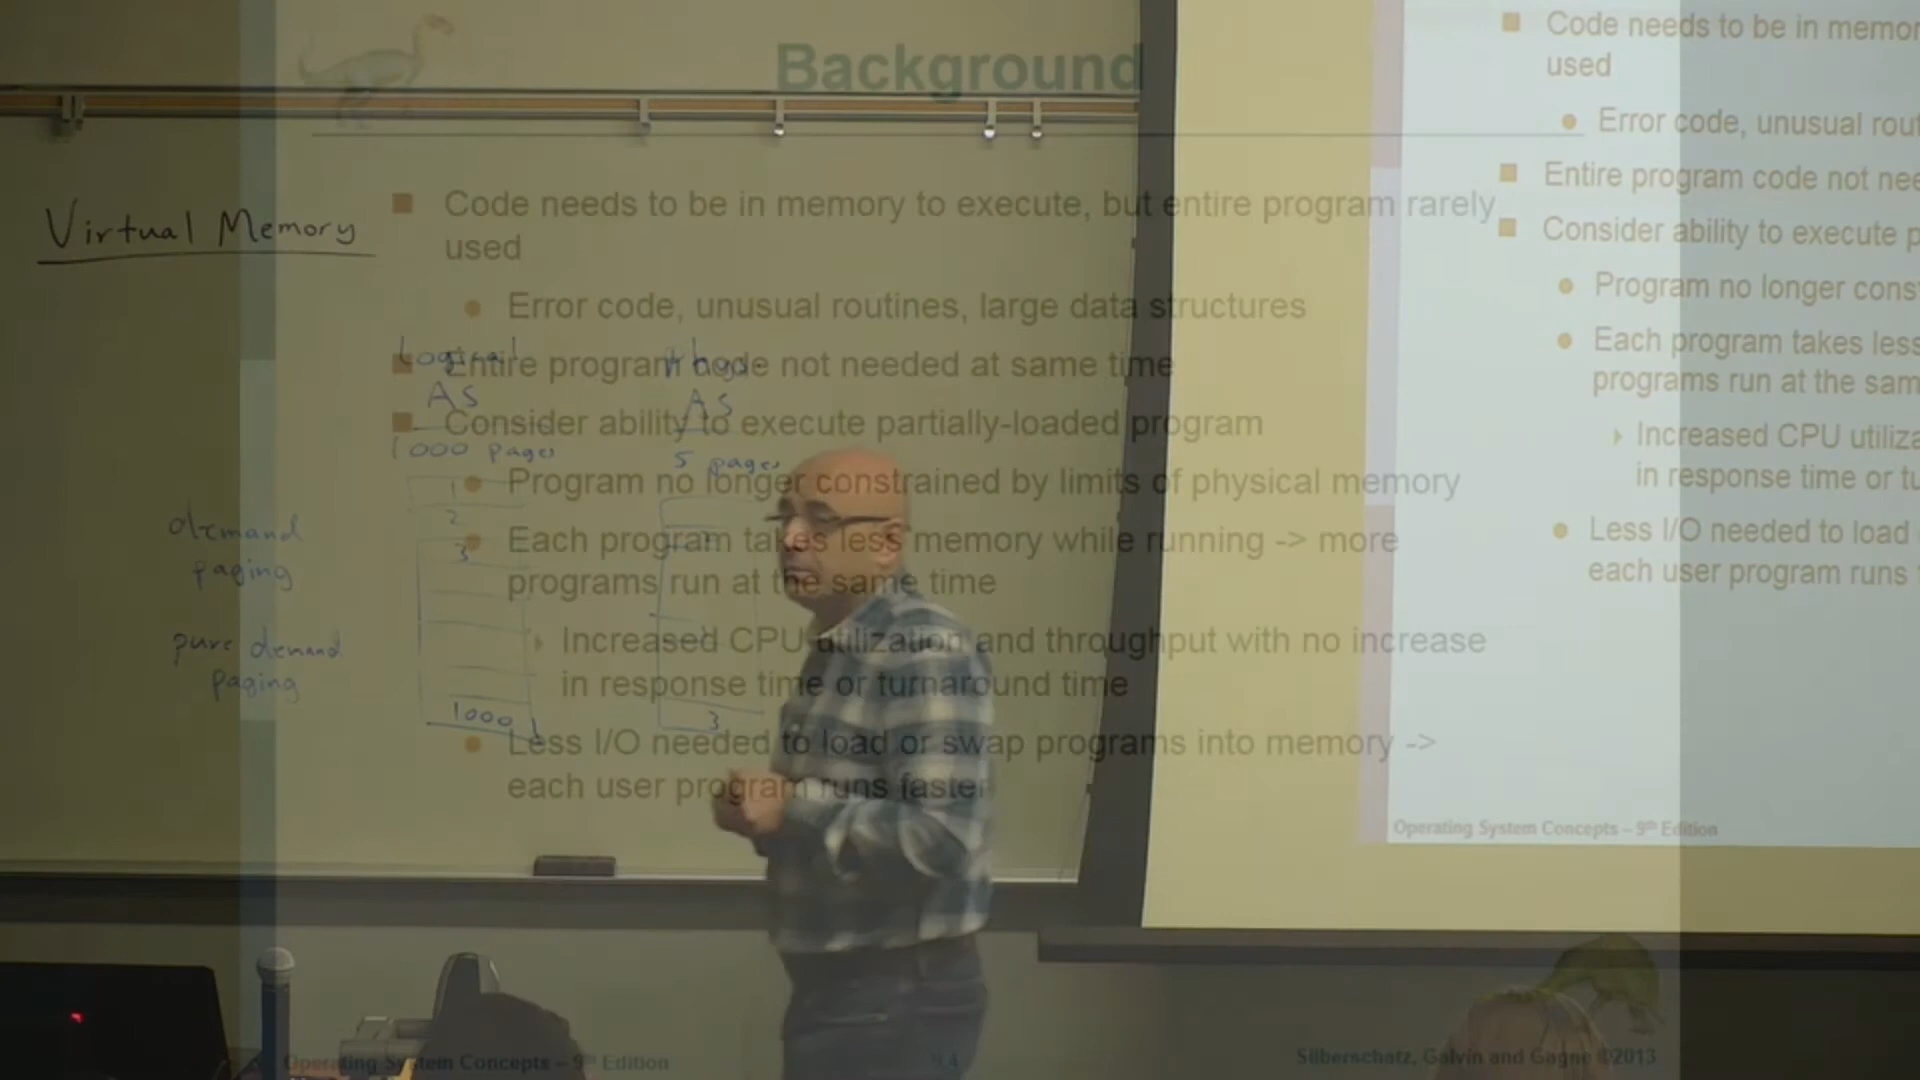 Background
Code needs to be in memory to execute, but entire program rarely
used
Error code, unusual routines, large data structures
Entire program code not needed at same time
Consider ability to execute partially-loaded program
Program no longer constrained by limits of physical memory
Each program takes less memory while running -> more
programs run at the same time
Increased CPU utilization and throughput with no increase
in response time or turnaround time
Less I/O needed to load or swap programs into memory ->
each user program runs faster
Operating System Concepts – 9th Edition
9.4
Silberschatz, Galvin and Gagne ©2013
Virtual Memory
Logical
AS
1000 pages
1
2
3
1000
AS
5 pages
3
demand
paging
pure demand
paging
Code needs to be in memor
used
Error code, unusual rout
Entire program code not nee
Consider ability to execute p
Program no longer const
Each program takes less
programs run at the sam
Increased CPU utiliza
in response time or tu
Less I/O needed to load
each user program runs
Operating System Concepts – 9th Edition